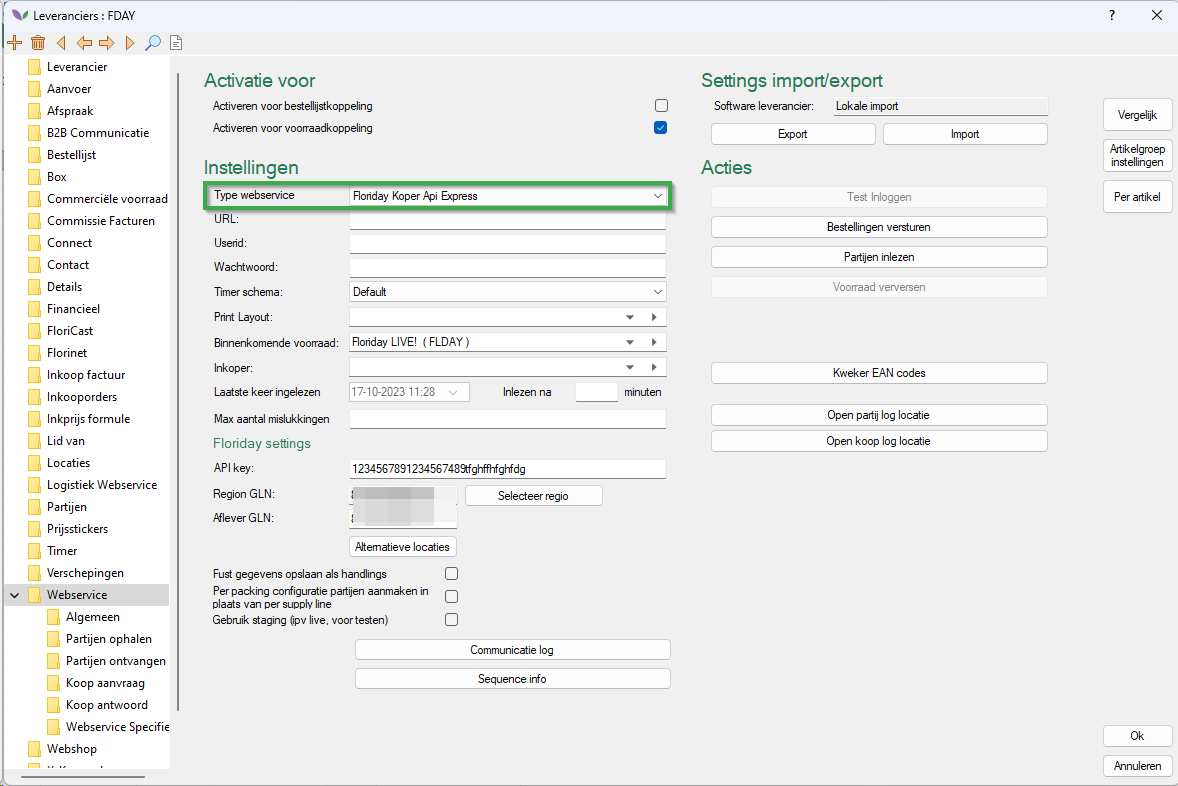 Leveranciers : FDAY
?
Leverancier
Aanvoer
Afspraak
B2B Communicatie
Bestellijst
Box
Commerciële voorraad
Commissie Facturen
Connect
Contact
Details
Financieel
FloriCast
Florinet
Inkoop factuur
Inkooporders
Inkprijs formule
Lid van
Locaties
Logistiek Webservice
Partijen
Prijsstickers
Timer
Verschepingen
Webservice
Algemeen
Partijen ophalen
Partijen ontvangen
Koop aanvraag
Koop antwoord
Webservice Specifie
Webshop
Activatie voor
Activeren voor bestellijstkoppeling
Activeren voor voorraadkoppeling
Instellingen
Type webservice Floriday Koper Api Express
URL:
Userid:
Wachtwoord:
Timer schema: Default
Print Layout:
Binnenkomende voorraad: Floriday LIVE! ( FLDAY )
Inkoper:
Laatste keer ingelezen 17-10-2023 11:28 Inlezen na minuten
Max aantal mislukkingen
Floriday settings
API key: 1234567891234567489tfghffhfghfdg
Region GLN: Selecteer regio
Aflever GLN:
Alternatieve locaties
Fust gegevens opslaan als handlings
Per packing configuratie partijen aanmaken in
plaats van per supply line
Gebruik staging (ipv live, voor testen)
Communicatie log
Sequence info
Settings import/export
Software leverancier: Lokale import
Export Import
Acties
Test Inloggen
Bestellingen versturen
Partijen inlezen
Voorraad verversen
Kweker EAN codes
Open partij log locatie
Open koop log locatie
Vergelijk
Artikelgroep
instellingen
Per artikel
Ok
Annuleren